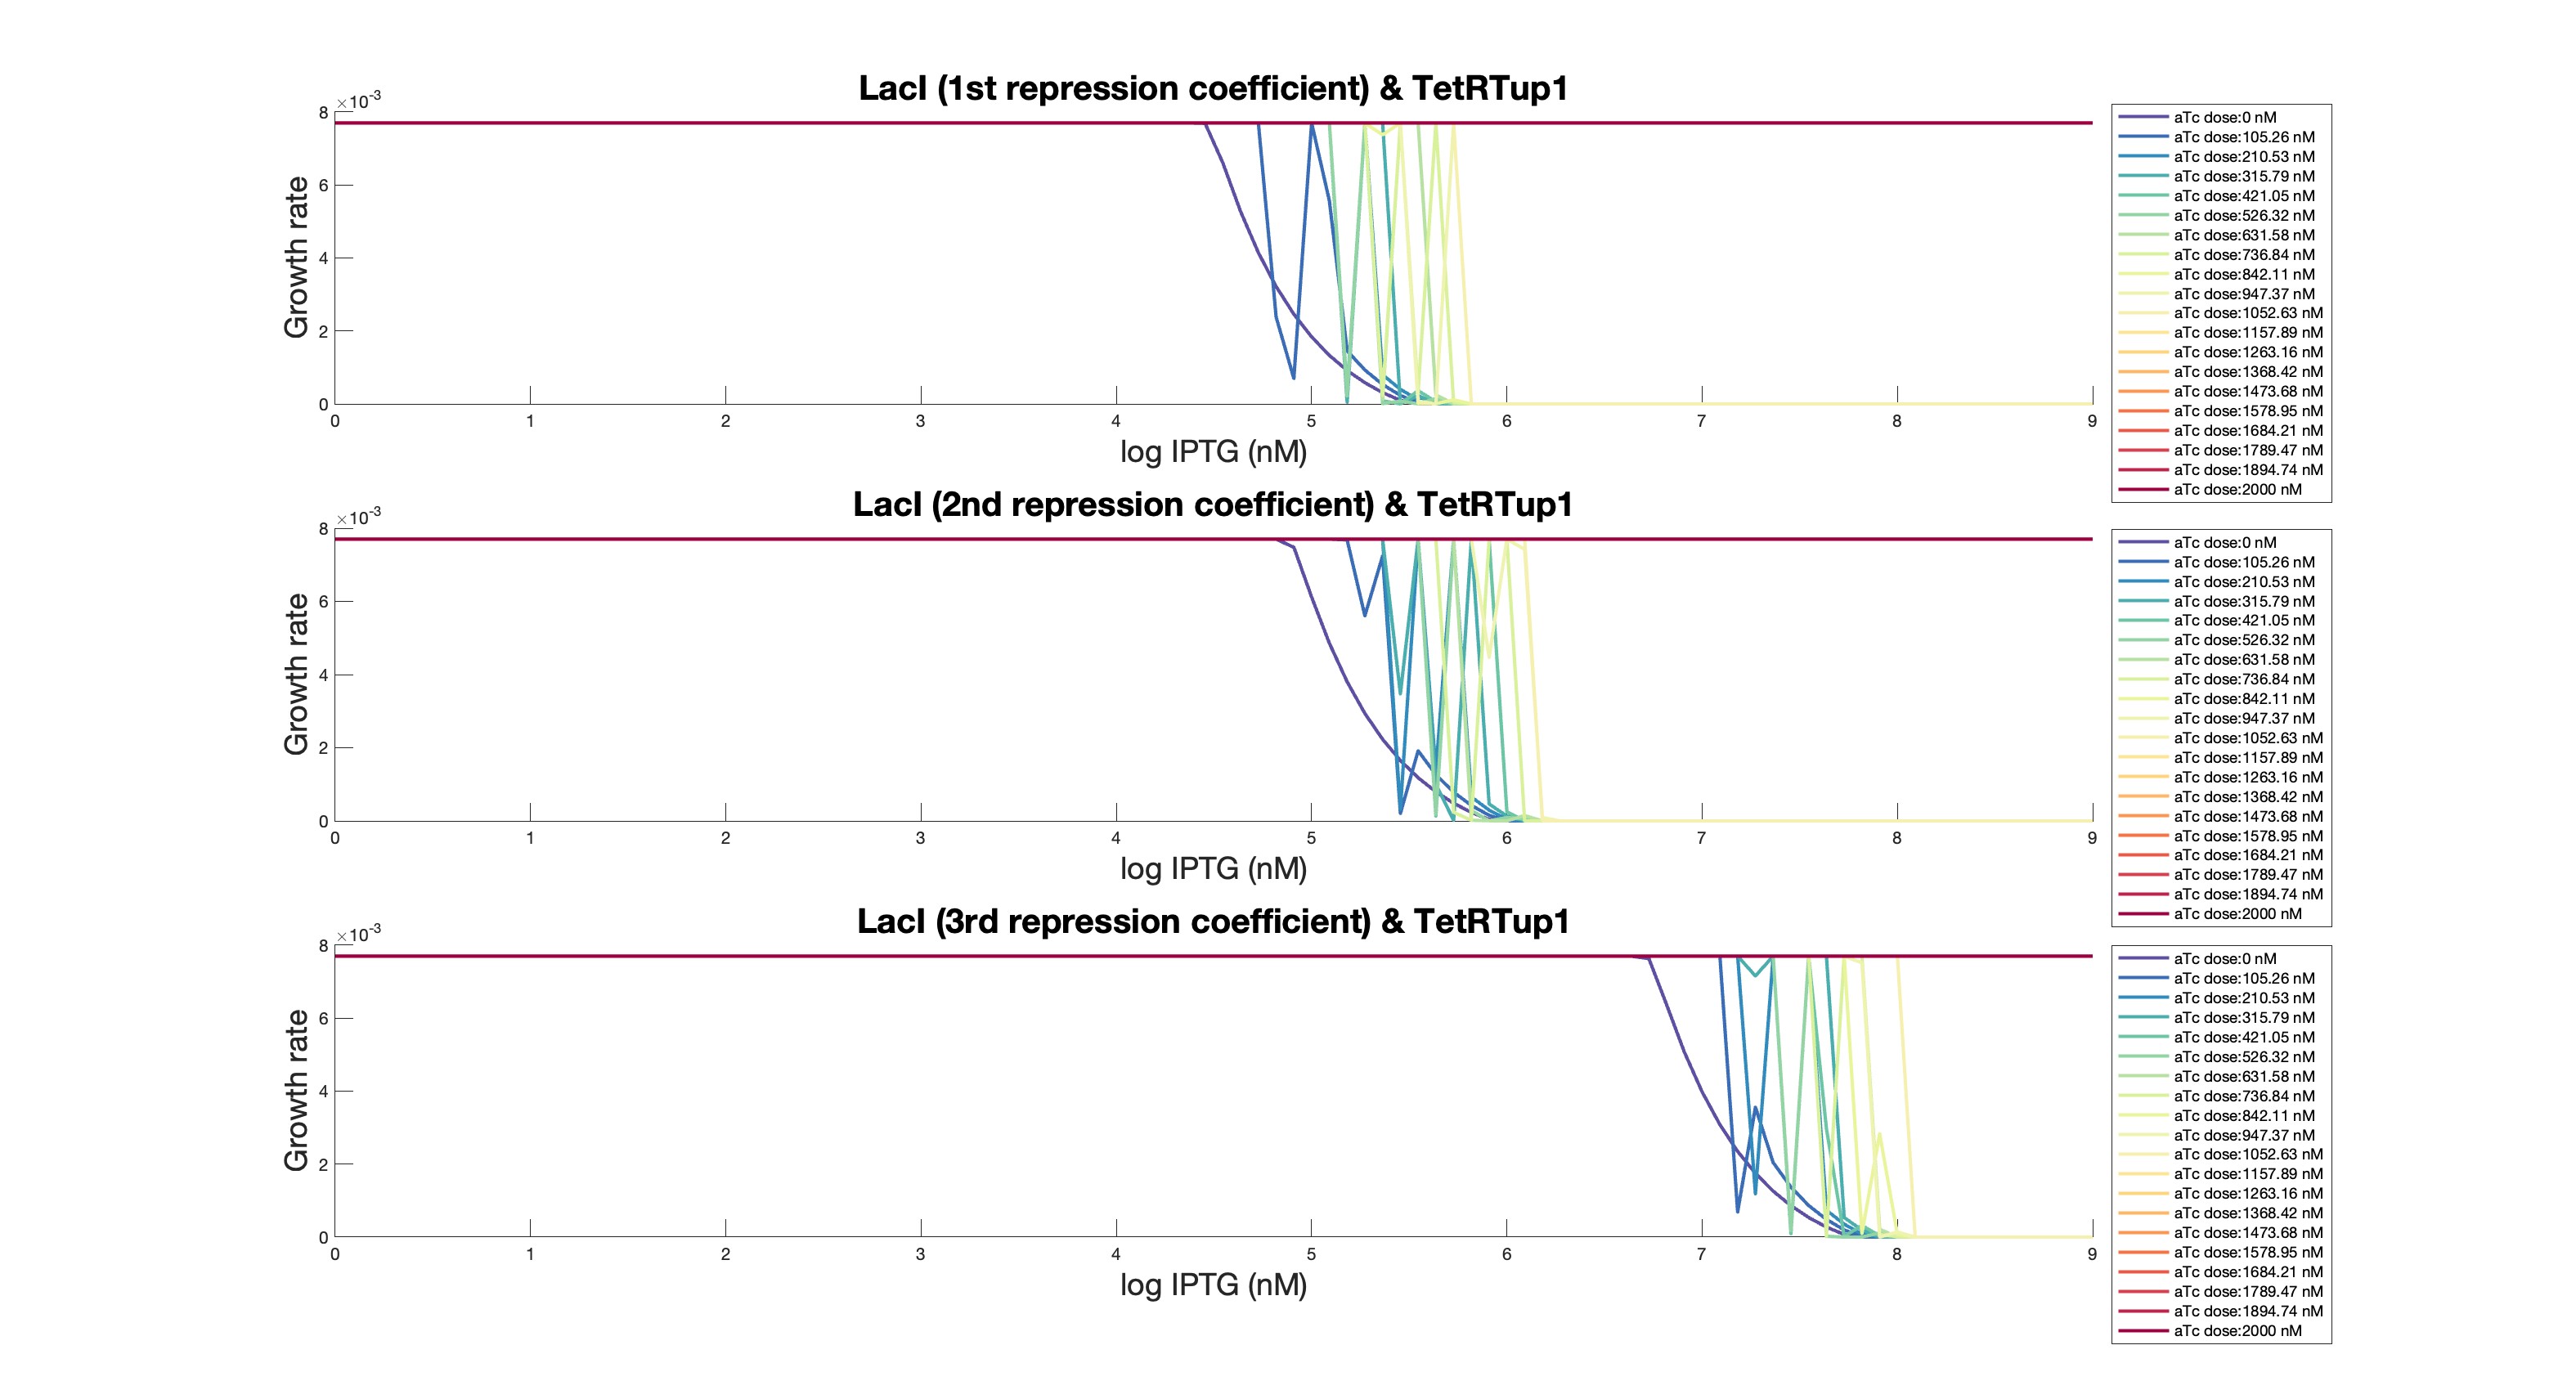 LacI (1st repression coefficient) & TetRTup1
×10-3
8
6
4
2
0
Growth rate
0 1 2 3 4 5 6 7 8 9
log IPTG (nM)
aTc dose:0 nM
aTc dose:105.26 nM
aTc dose:210.53 nM
aTc dose:315.79 nM
aTc dose:421.05 nM
aTc dose:526.32 nM
aTc dose:631.58 nM
aTc dose:736.84 nM
aTc dose:842.11 nM
aTc dose:947.37 nM
aTc dose:1052.63 nM
aTc dose:1157.89 nM
aTc dose:1263.16 nM
aTc dose:1368.42 nM
aTc dose:1473.68 nM
aTc dose:1578.95 nM
aTc dose:1684.21 nM
aTc dose:1789.47 nM
aTc dose:1894.74 nM
aTc dose:2000 nM
LacI (2nd repression coefficient) & TetRTup1
×10-3
8
6
4
2
0
Growth rate
0 1 2 3 4 5 6 7 8 9
log IPTG (nM)
aTc dose:0 nM
aTc dose:105.26 nM
aTc dose:210.53 nM
aTc dose:315.79 nM
aTc dose:421.05 nM
aTc dose:526.32 nM
aTc dose:631.58 nM
aTc dose:736.84 nM
aTc dose:842.11 nM
aTc dose:947.37 nM
aTc dose:1052.63 nM
aTc dose:1157.89 nM
aTc dose:1263.16 nM
aTc dose:1368.42 nM
aTc dose:1473.68 nM
aTc dose:1578.95 nM
aTc dose:1684.21 nM
aTc dose:1789.47 nM
aTc dose:1894.74 nM
aTc dose:2000 nM
LacI (3rd repression coefficient) & TetRTup1
×10-3
8
6
4
2
0
Growth rate
0 1 2 3 4 5 6 7 8 9
log IPTG (nM)
aTc dose:0 nM
aTc dose:105.26 nM
aTc dose:210.53 nM
aTc dose:315.79 nM
aTc dose:421.05 nM
aTc dose:526.32 nM
aTc dose:631.58 nM
aTc dose:736.84 nM
aTc dose:842.11 nM
aTc dose:947.37 nM
aTc dose:1052.63 nM
aTc dose:1157.89 nM
aTc dose:1263.16 nM
aTc dose:1368.42 nM
aTc dose:1473.68 nM
aTc dose:1578.95 nM
aTc dose:1684.21 nM
aTc dose:1789.47 nM
aTc dose:1894.74 nM
aTc dose:2000 nM